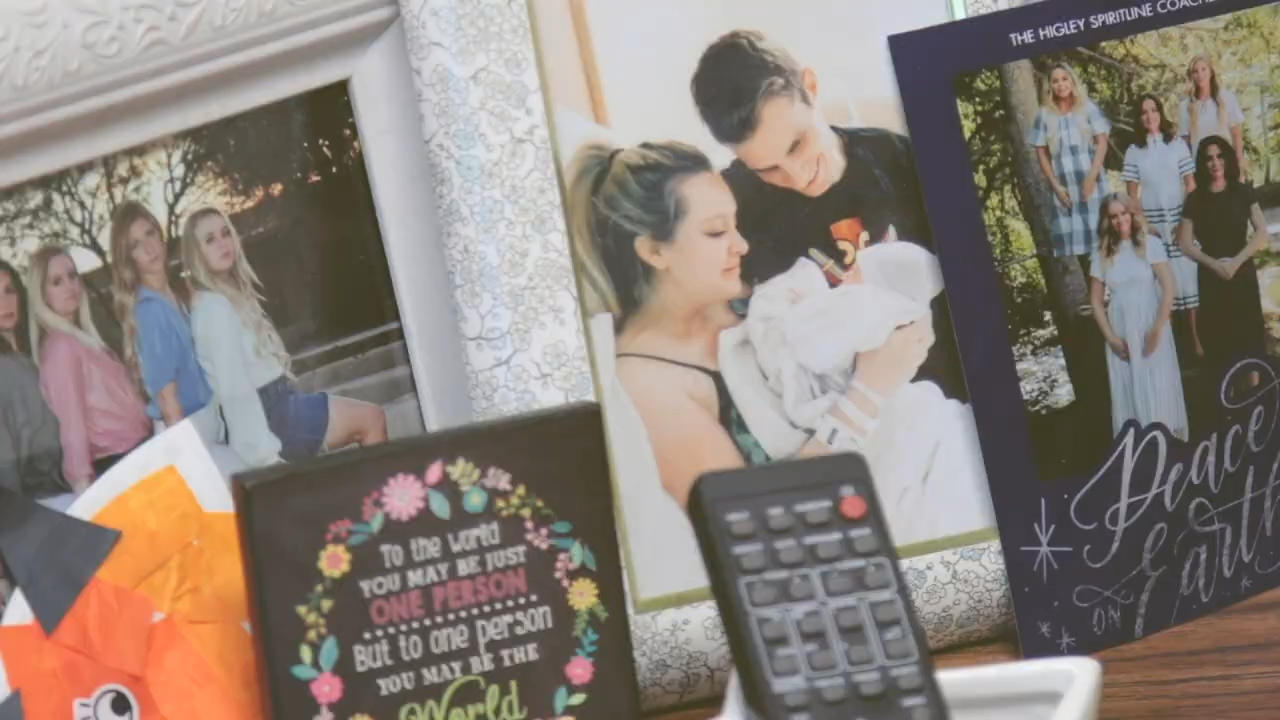 THE HIGLEY SPIRITLINE COACHE
Peace
on
Earth
To the world
YOU MAY BE JUST
ONE PERSON
But to one person
YOU MAY BE THE
World